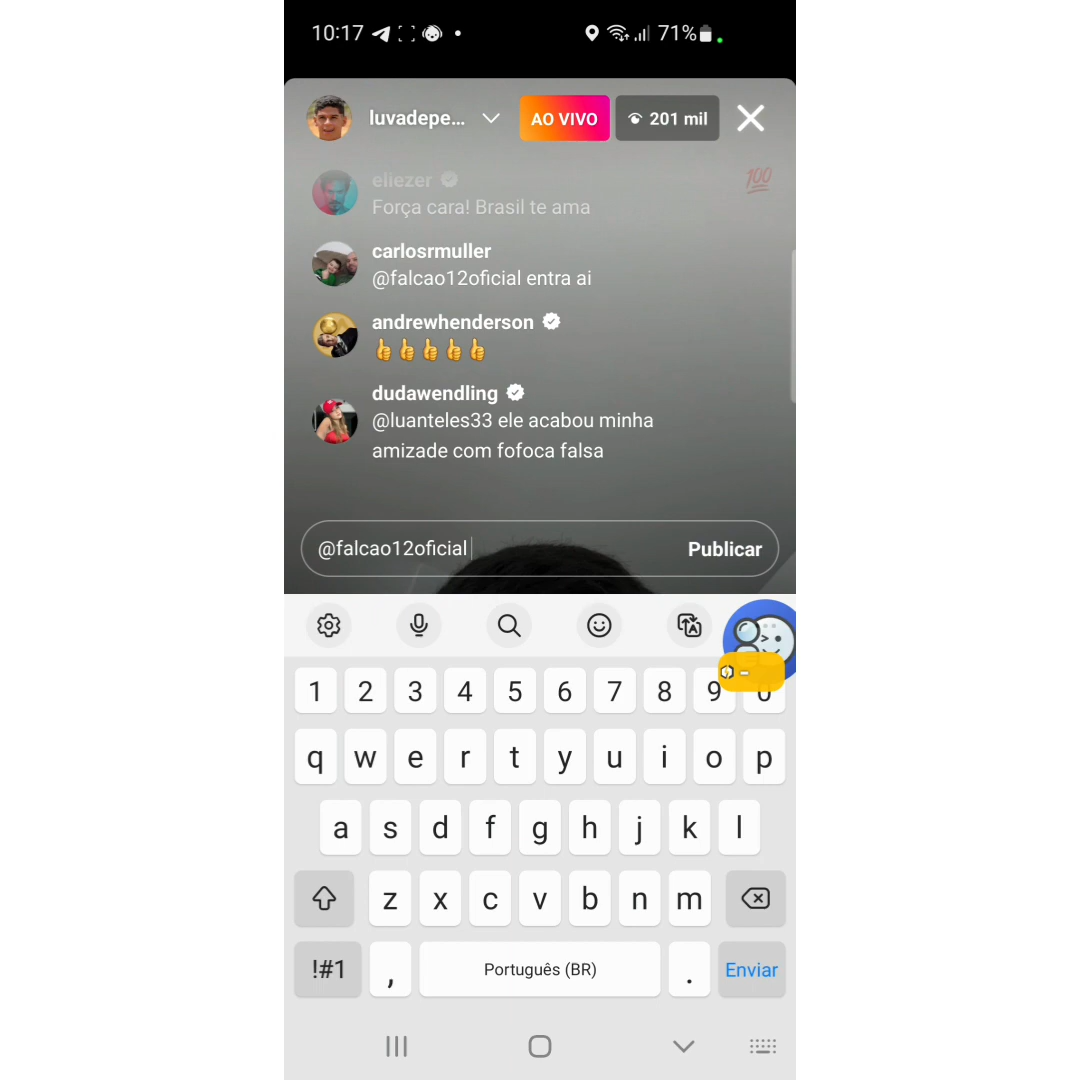 10:17
71%
luvadepe...
AO VIVO
201 mil
eliezer
Força cara! Brasil te ama
100
carlosrmuller
@falcao12oficial entra ai
andrewhenderson
dudawendling
@luanteles33 ele acabou minha
amizade com fofoca falsa
@falcao12oficial
Publicar
1 2 3 4 5 6 7 8 9 0
q w e r t y u i o p
a s d f g h j k l
z x c v b n m
!#1 , Português (BR) . Enviar